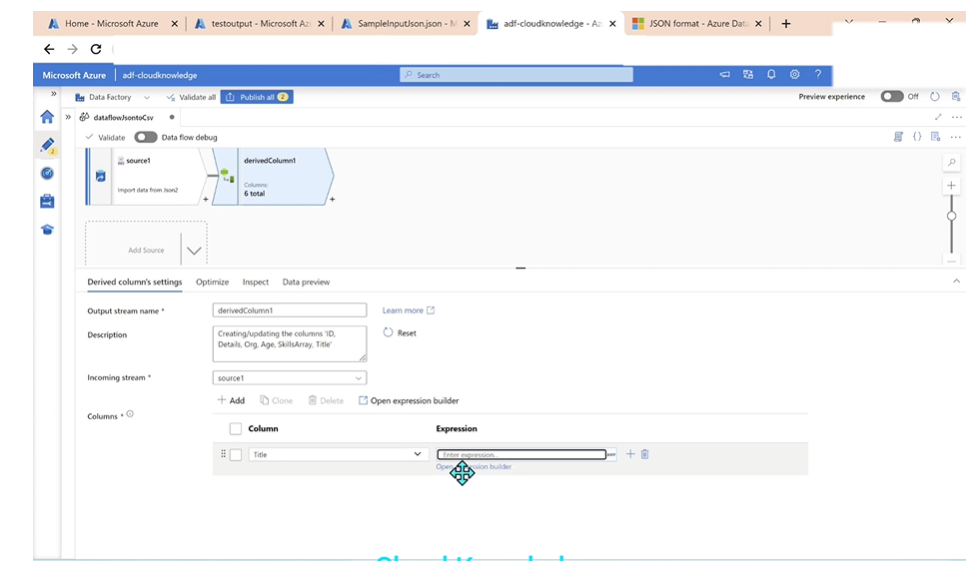 Home - Microsoft Azure
testoutput - Microsoft Az
SampleInputJson.json - M
adf-cloudknowledge - Az
JSON format - Azure Data
Microsoft Azure | adf-cloudknowledge
Search
Data Factory
Validate all
Publish all 2
Preview experience
Off
dataflowJsontoCsv
Validate
Data flow debug
source1
Import data from Json2
derivedColumn1
Columns:
6 total
Add Source
Derived column's settings
Optimize
Inspect
Data preview
Output stream name *
derivedColumn1
Learn more
Description
Creating/updating the columns 'ID,
Details, Org, Age, SkillsArray, Title'
Reset
Incoming stream *
source1
+ Add
Clone
Delete
Open expression builder
Columns *
Column
Expression
Title
Enter expression...
Open expression builder